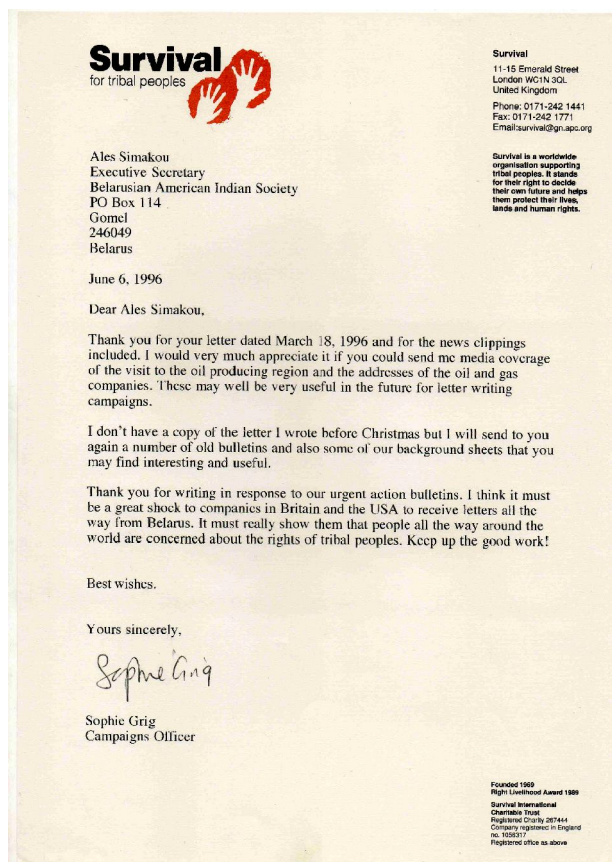 Survival
for tribal peoples
Survival
11-15 Emerald Street
London WC1N 3QL
United Kingdom
Phone: 0171-242 1441
Fax: 0171-242 1771
Email:survival@gn.apc.org
Survival is a worldwide
organisation supporting
tribal peoples. It stands
for their right to decide
their own future and helps
them protect their lives,
lands and human rights.
Ales Simakou
Executive Secretary
Belarusian American Indian Society
PO Box 114
Gomel
246049
Belarus
June 6, 1996
Dear Ales Simakou,
Thank you for your letter dated March 18, 1996 and for the news clippings
included. I would very much appreciate it if you could send me media coverage
of the visit to the oil producing region and the addresses of the oil and gas
companies. These may well be very useful in the future for letter writing
campaigns.
I don't have a copy of the letter I wrote before Christmas but I will send to you
again a number of old bulletins and also some of our background sheets that you
may find interesting and useful.
Thank you for writing in response to our urgent action bulletins. I think it must
be a great shock to companies in Britain and the USA to receive letters all the
way from Belarus. It must really show them that people all the way around the
world are concerned about the rights of tribal peoples. Keep up the good work!
Best wishes.
Yours sincerely,
Sophie Grig
Sophie Grig
Campaigns Officer
Founded 1969
Right Livelihood Award 1989
Survival International
Charitable Trust
Registered Charity 267444
Company registered in England
no. 1056317
Registered office as above